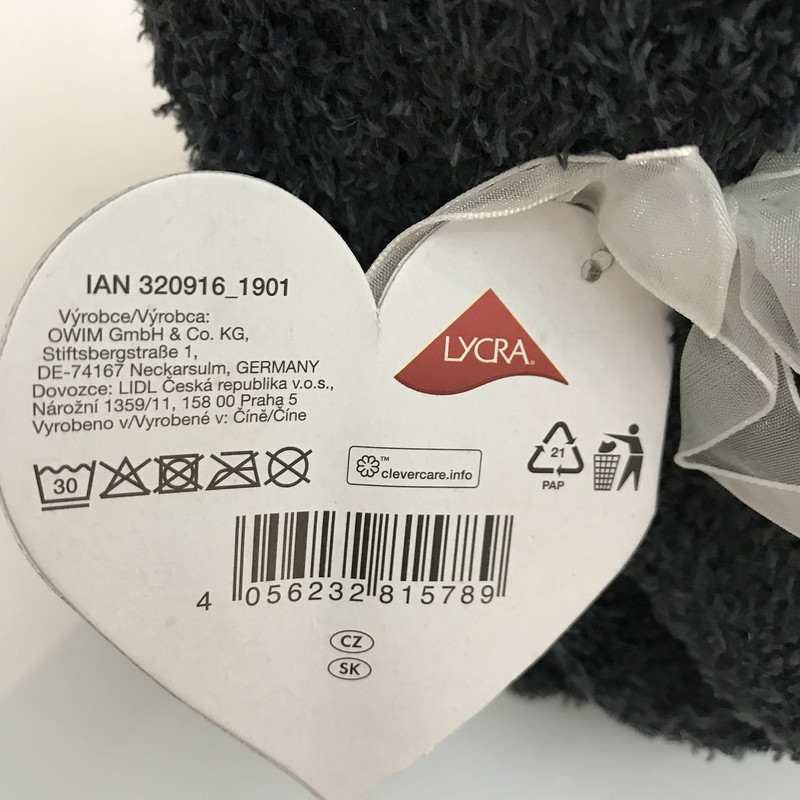 IAN 320916_1901
Výrobce/Výrobca:
OWIM GmbH & Co. KG,
Stiftsbergstraße 1,
DE-74167 Neckarsulm, GERMANY
Dovozce: LIDL Česká republika v.o.s.,
Nárožní 1359/11, 158 00 Praha 5
Vyrobeno v/Vyrobené v: Číně/Číne
LYCRA®
30
™ clevercare.info
21
PAP
4 056232 815789
CZ
SK